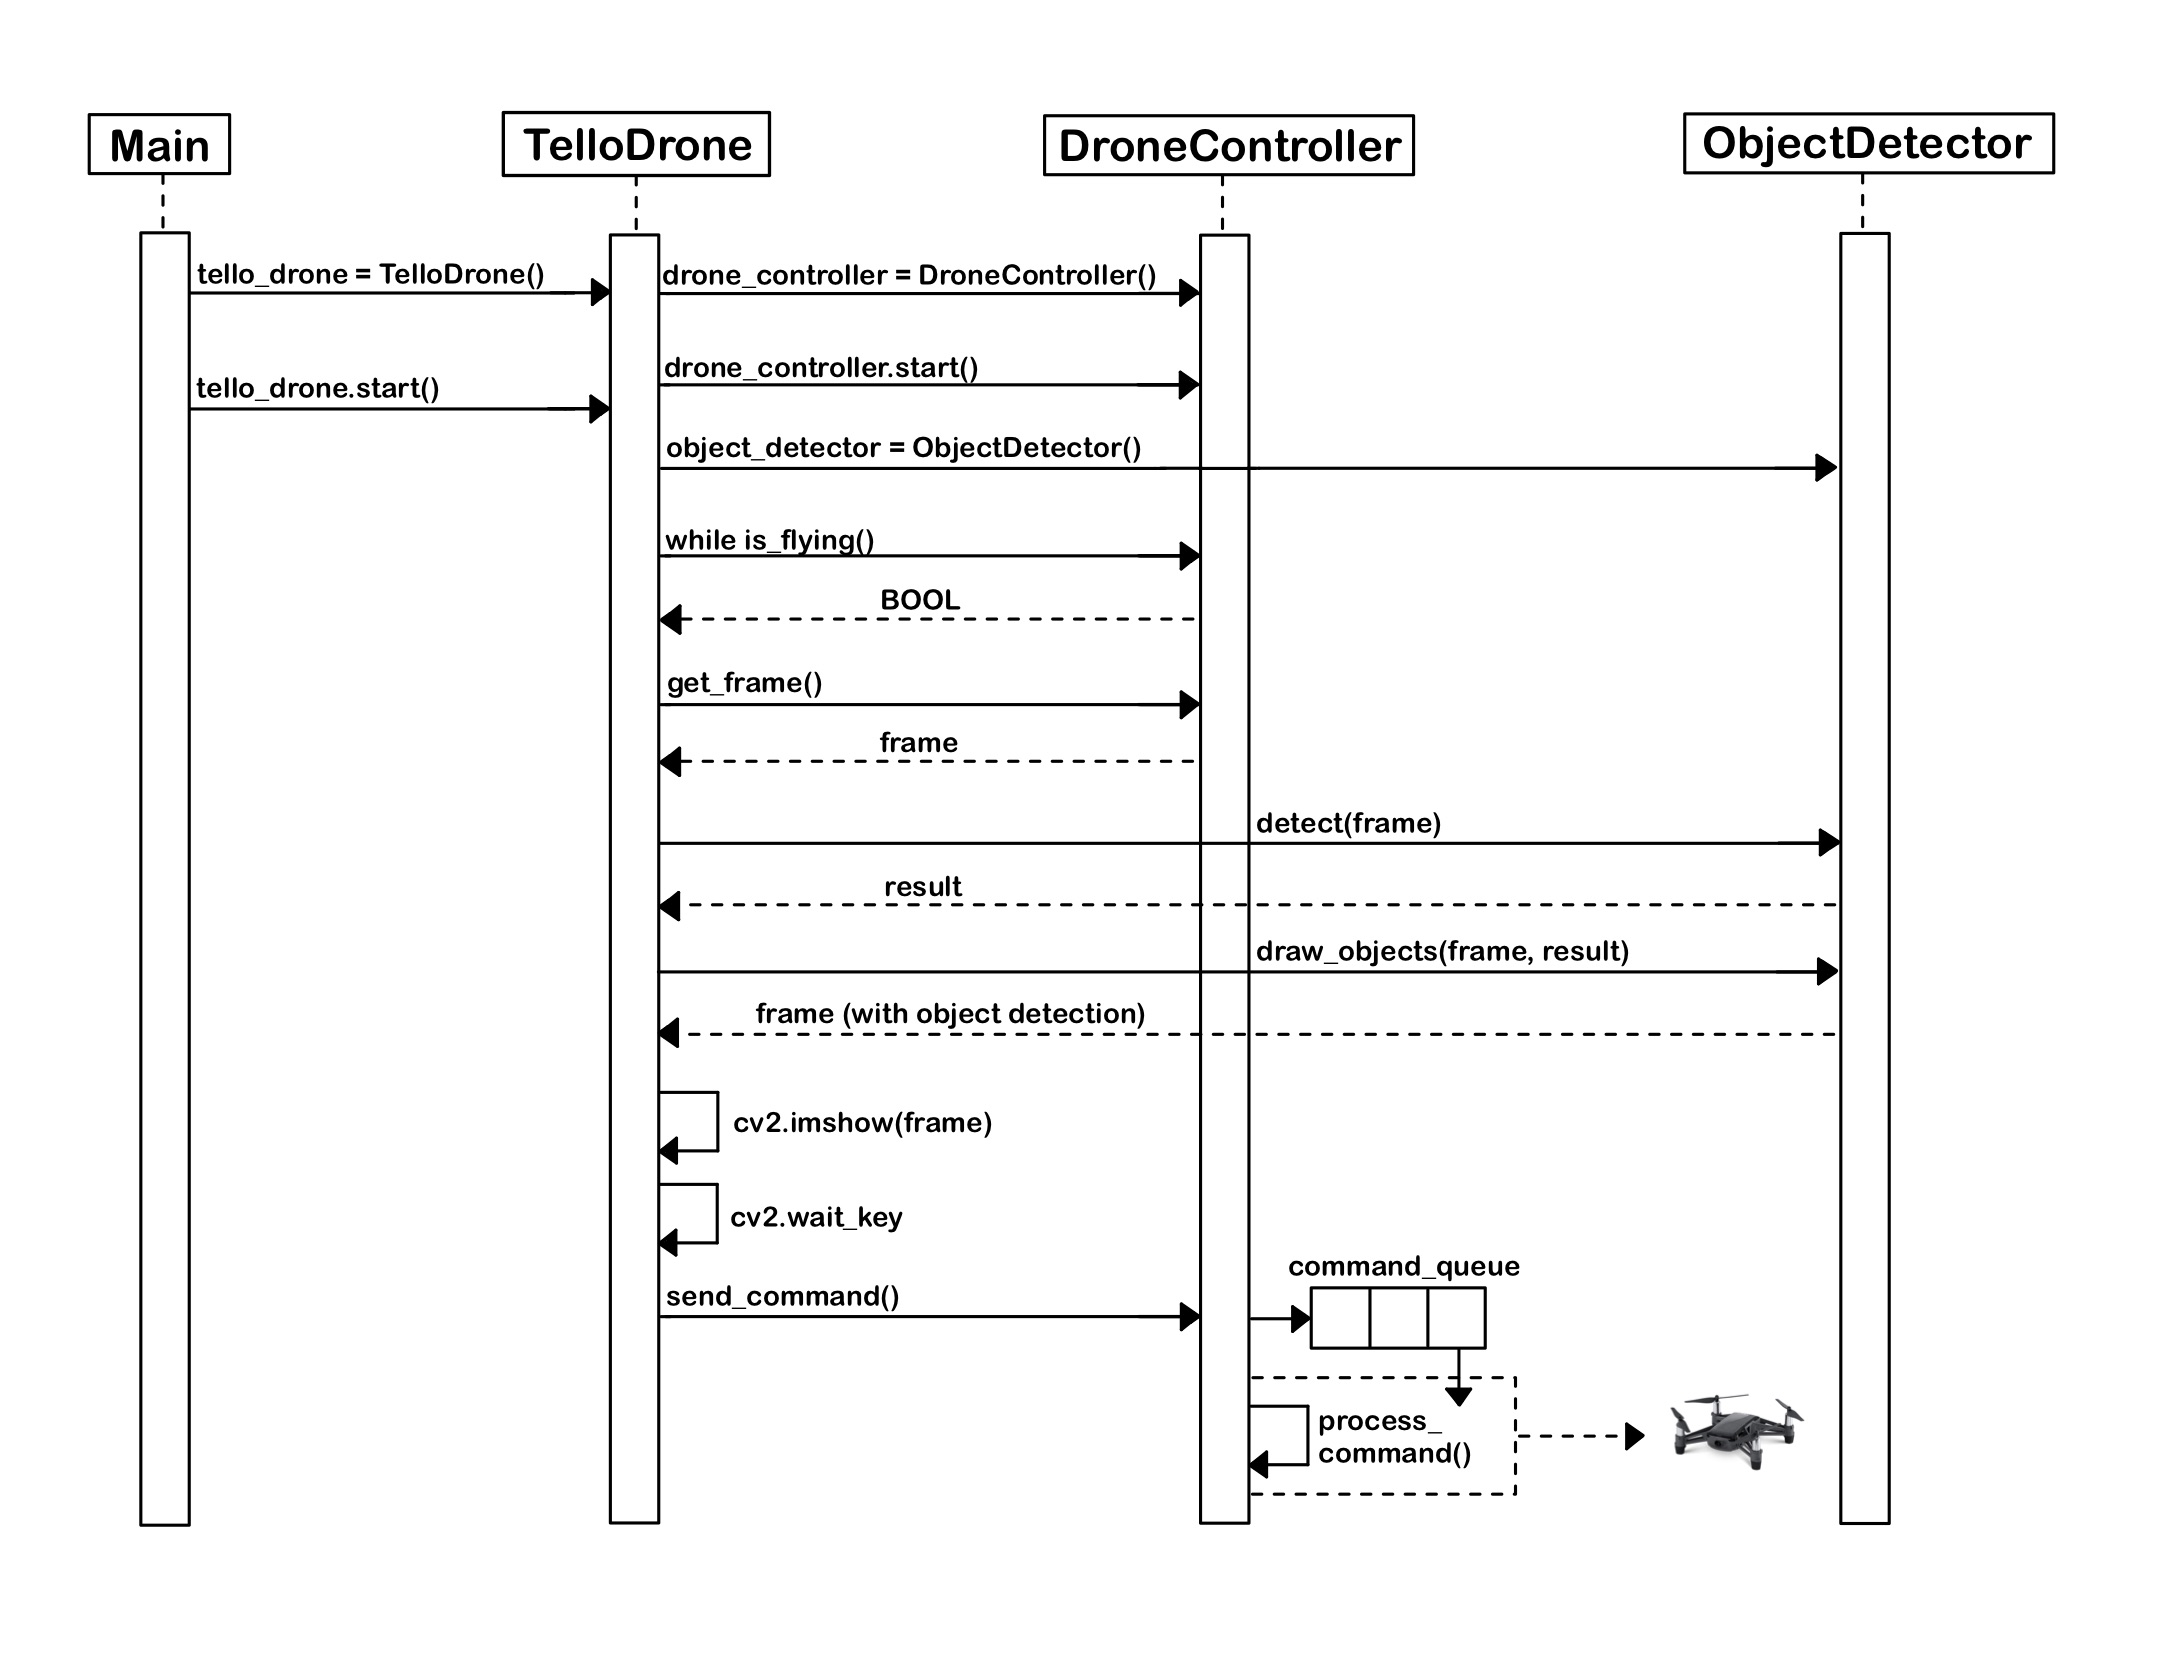 Main
TelloDrone
DroneController
ObjectDetector
tello_drone = TelloDrone()
drone_controller = DroneController()
drone_controller.start()
tello_drone.start()
object_detector = ObjectDetector()
while is_flying()
BOOL
get_frame()
frame
detect(frame)
result
draw_objects(frame, result)
frame (with object detection)
cv2.imshow(frame)
cv2.wait_key
command_queue
send_command()
process_
command()